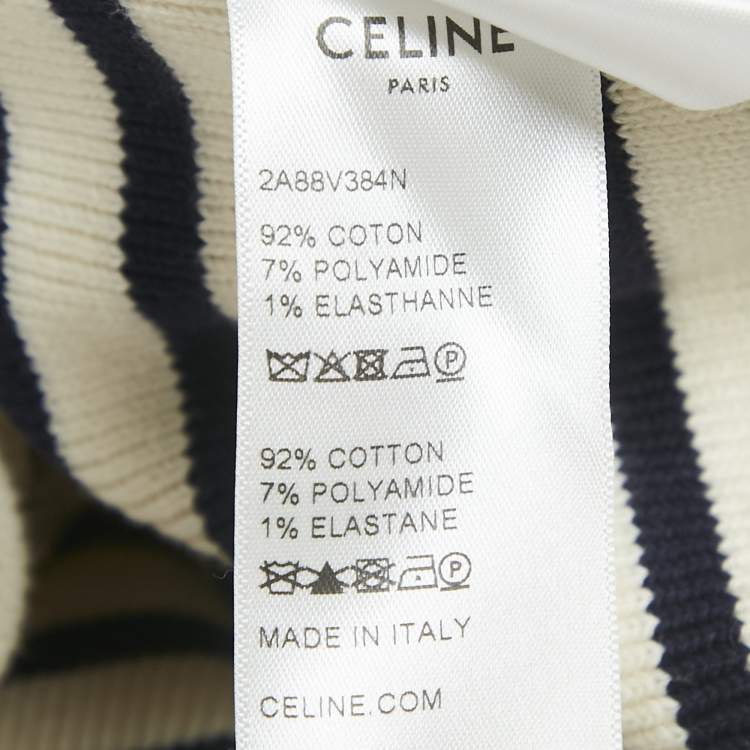 CELINE
PARIS
2A88V384N
92% COTON
7% POLYAMIDE
1% ELASTHANNE
P
92% COTTON
7% POLYAMIDE
1% ELASTANE
P
MADE IN ITALY
CELINE.COM